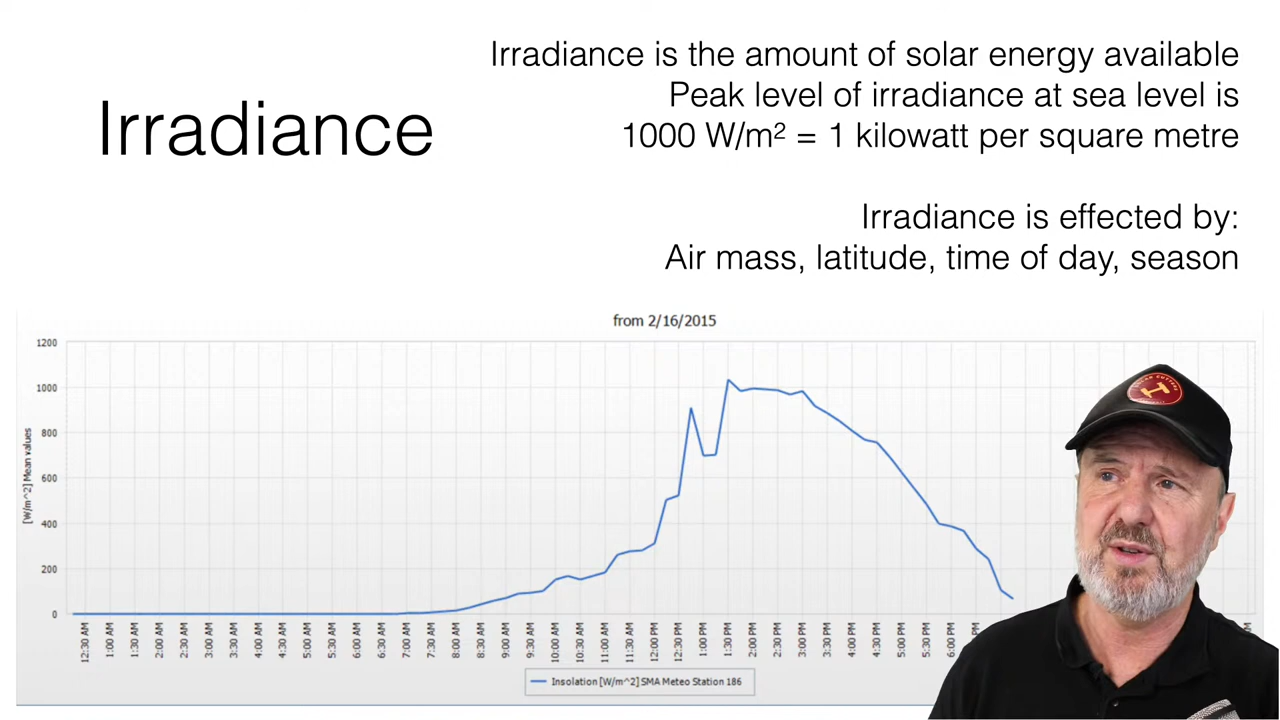 Irradiance
Irradiance is the amount of solar energy available
Peak level of irradiance at sea level is
1000 W/m² = 1 kilowatt per square metre
Irradiance is effected by:
Air mass, latitude, time of day, season
from 2/16/2015
[W/m^2] Mean values
1200
1000
800
600
400
200
0
12:30 AM
1:00 AM
1:30 AM
2:00 AM
2:30 AM
3:00 AM
3:30 AM
4:00 AM
4:30 AM
5:00 AM
5:30 AM
6:00 AM
6:30 AM
7:00 AM
7:30 AM
8:00 AM
8:30 AM
9:00 AM
9:30 AM
10:00 AM
10:30 AM
11:00 AM
11:30 AM
12:00 PM
12:30 PM
1:00 PM
1:30 PM
2:00 PM
2:30 PM
3:00 PM
3:30 PM
4:00 PM
4:30 PM
5:00 PM
5:30 PM
6:00 PM
Insolation [W/m^2] SMA Meteo Station 186